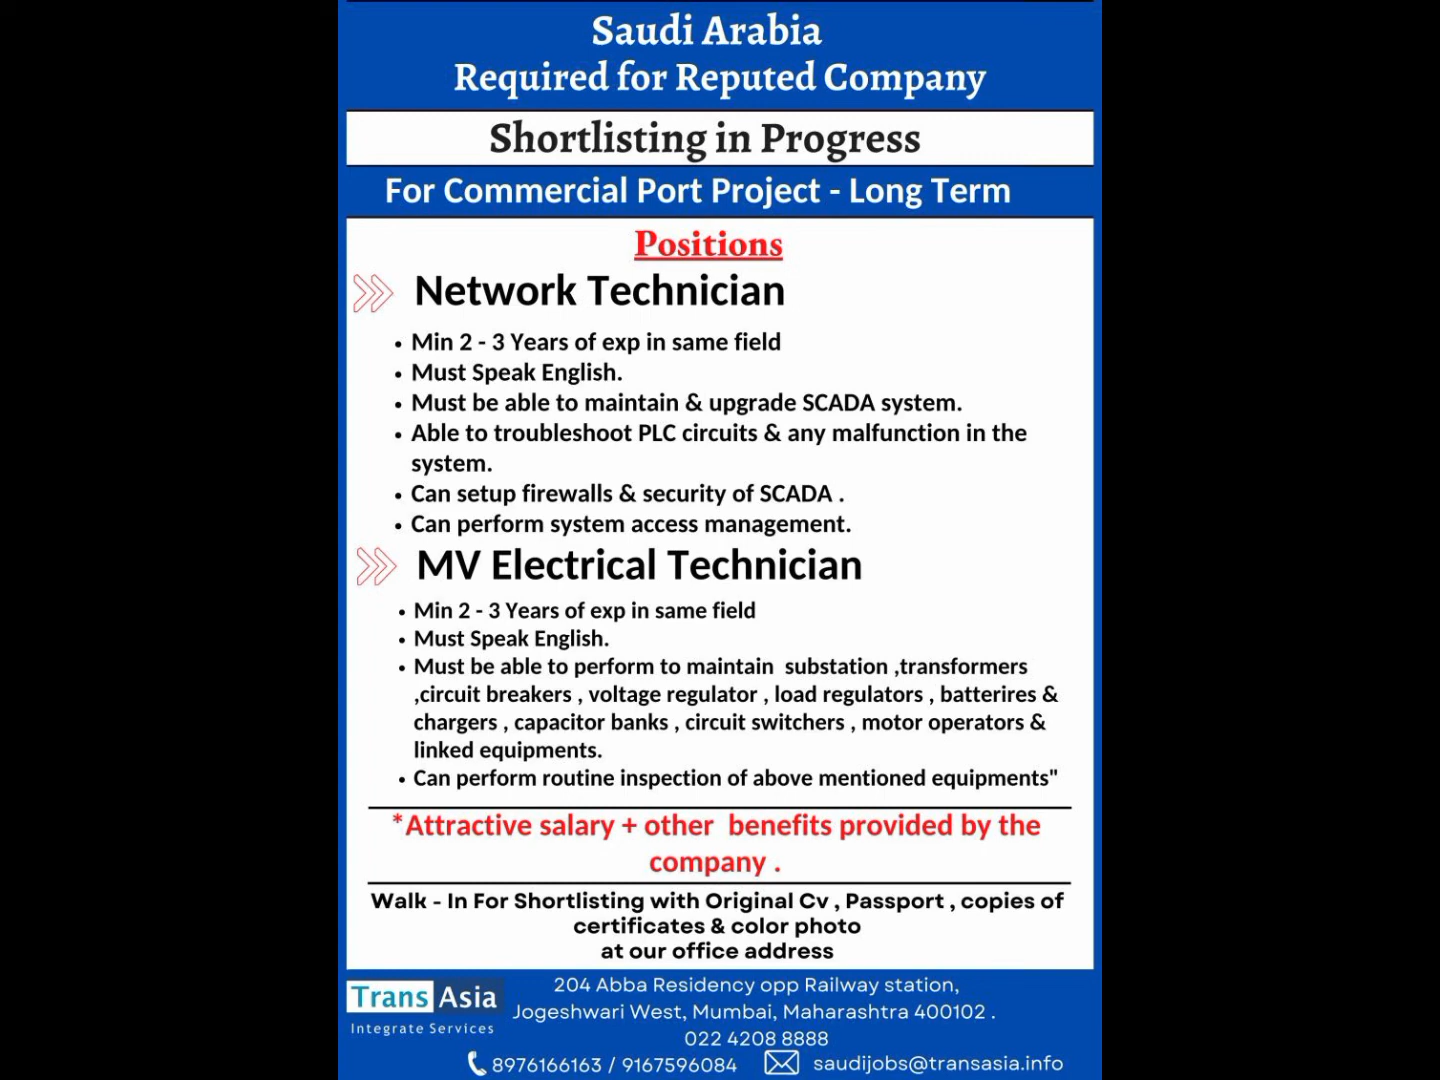 Saudi Arabia
Required for Reputed Company
Shortlisting in Progress
For Commercial Port Project - Long Term
Positions
Network Technician
• Min 2 - 3 Years of exp in same field
• Must Speak English.
• Must be able to maintain & upgrade SCADA system.
• Able to troubleshoot PLC circuits & any malfunction in the
system.
• Can setup firewalls & security of SCADA .
• Can perform system access management.
MV Electrical Technician
• Min 2 - 3 Years of exp in same field
• Must Speak English.
• Must be able to perform to maintain  substation ,transformers
,circuit breakers , voltage regulator , load regulators , batterires &
chargers , capacitor banks , circuit switchers , motor operators &
linked equipments.
• Can perform routine inspection of above mentioned equipments"
*Attractive salary + other  benefits provided by the
company .
Walk - In For Shortlisting with Original Cv , Passport , copies of
certificates & color photo
at our office address
Trans Asia
Integrate Services
204 Abba Residency opp Railway station,
Jogeshwari West, Mumbai, Maharashtra 400102 .
022 4208 8888
8976166163 / 9167596084
saudijobs@transasia.info